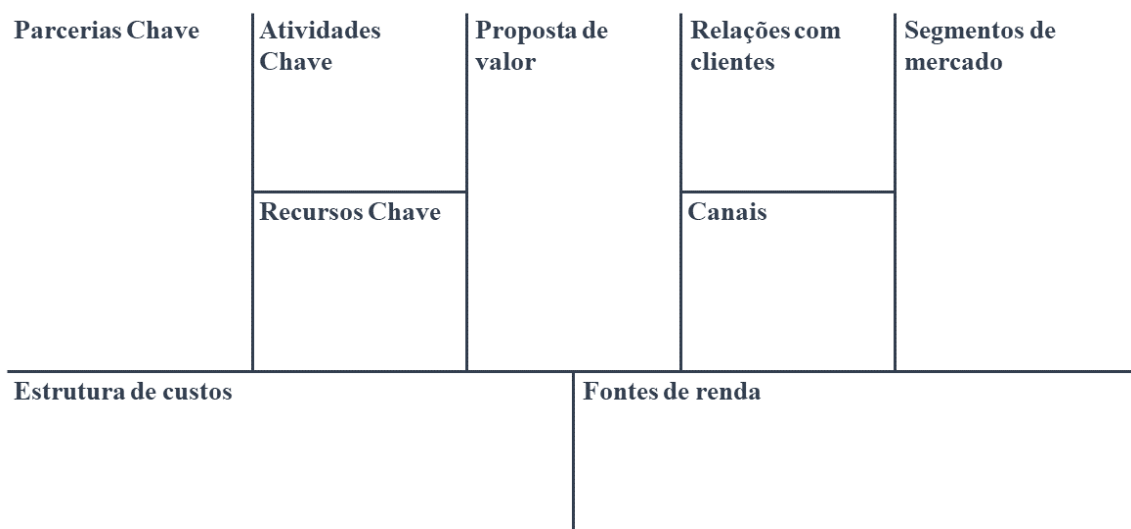 Parcerias Chave
Atividades
Chave
Recursos Chave
Proposta de
valor
Relações com
clientes
Canais
Segmentos de
mercado
Estrutura de custos
Fontes de renda